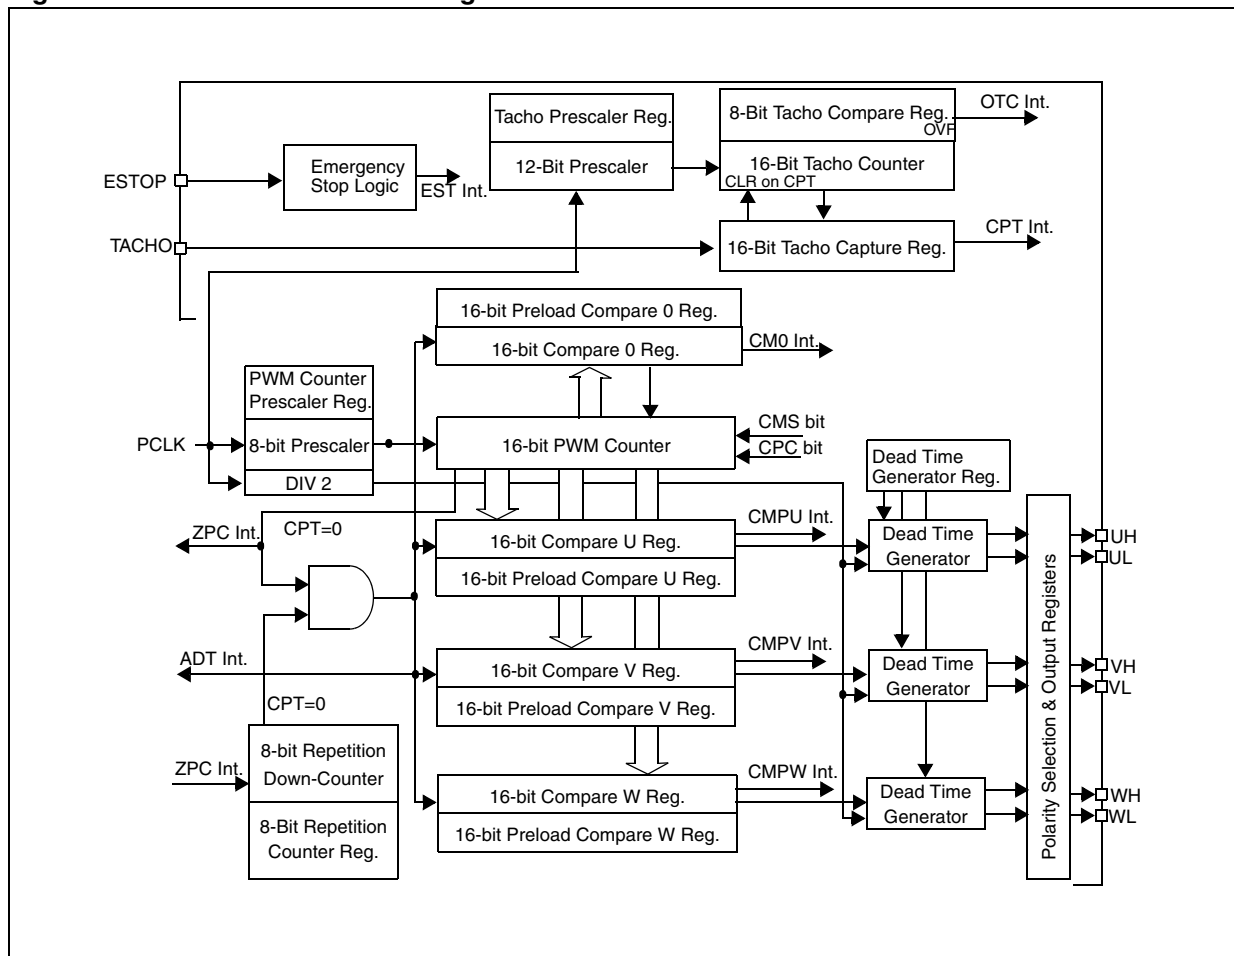 Tacho Prescaler Reg.
12-Bit Prescaler
8-Bit Tacho Compare Reg.
OVF
OTC Int.
16-Bit Tacho Counter
CLR on CPT
ESTOP
Emergency
Stop Logic
EST Int.
TACHO
16-Bit Tacho Capture Reg.
CPT Int.
16-bit Preload Compare 0 Reg.
16-bit Compare 0 Reg.
CM0 Int.
PWM Counter
Prescaler Reg.
PCLK
8-bit Prescaler
DIV 2
16-bit PWM Counter
CMS bit
CPC bit
Dead Time
Generator Reg.
ZPC Int.
CPT=0
16-bit Compare U Reg.
16-bit Preload Compare U Reg.
CMPU Int.
Dead Time
Generator
UH
UL
ADT Int.
16-bit Compare V Reg.
16-bit Preload Compare V Reg.
CMPV Int.
Dead Time
Generator
VH
VL
CPT=0
ZPC Int.
8-bit Repetition
Down-Counter
8-Bit Repetition
Counter Reg.
16-bit Compare W Reg.
16-bit Preload Compare W Reg.
CMPW Int.
Dead Time
Generator
WH
WL
Polarity Selection & Output Registers